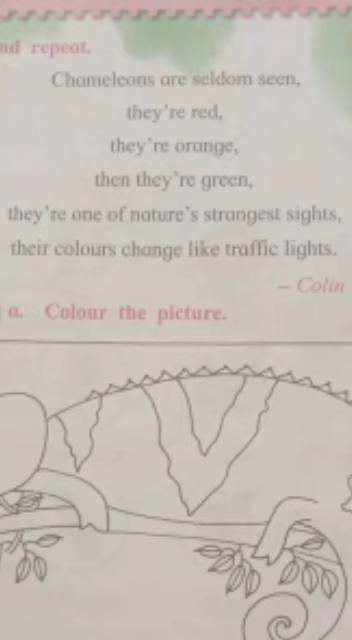 nd repeat.
Chameleons are seldom seen,
they're red,
they're orange,
then they're green,
they're one of nature's strangest sights,
their colours change like traffic lights.
– Colin
a. Colour the picture.